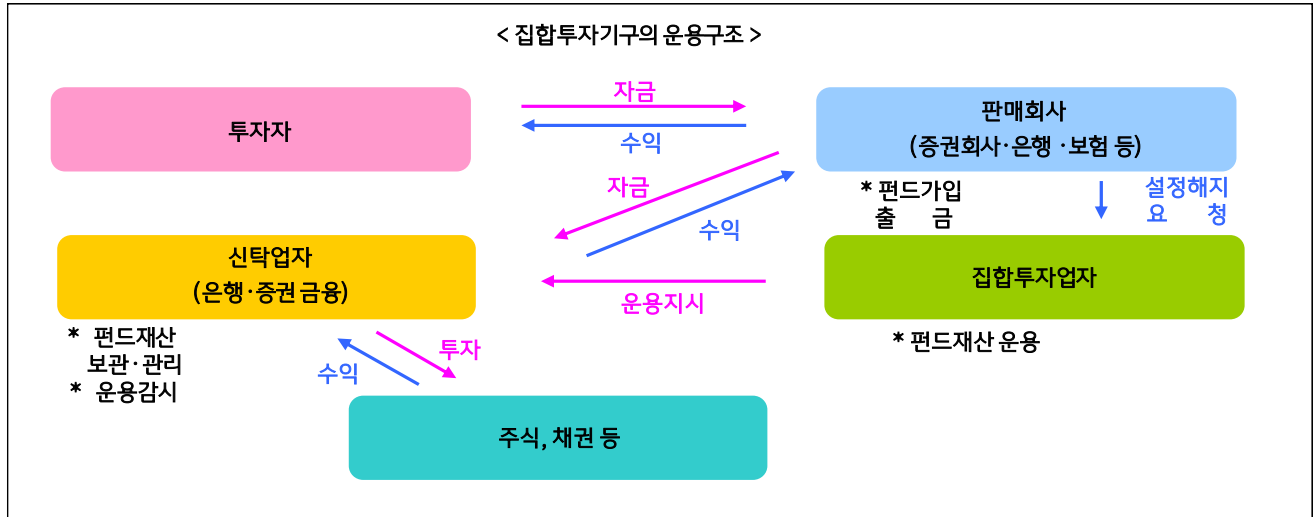 < 집합투자기구의 운용구조 >
투자자
자금
수익
판매회사
(증권회사·은행·보험 등)
자금
수익
* 펀드가입
출 금
설정해지
요 청
신탁업자
(은행·증권 금융)
운용지시
집합투자업자
* 펀드재산
보관·관리
* 운용감시
수익
투자
* 펀드재산 운용
주식, 채권 등